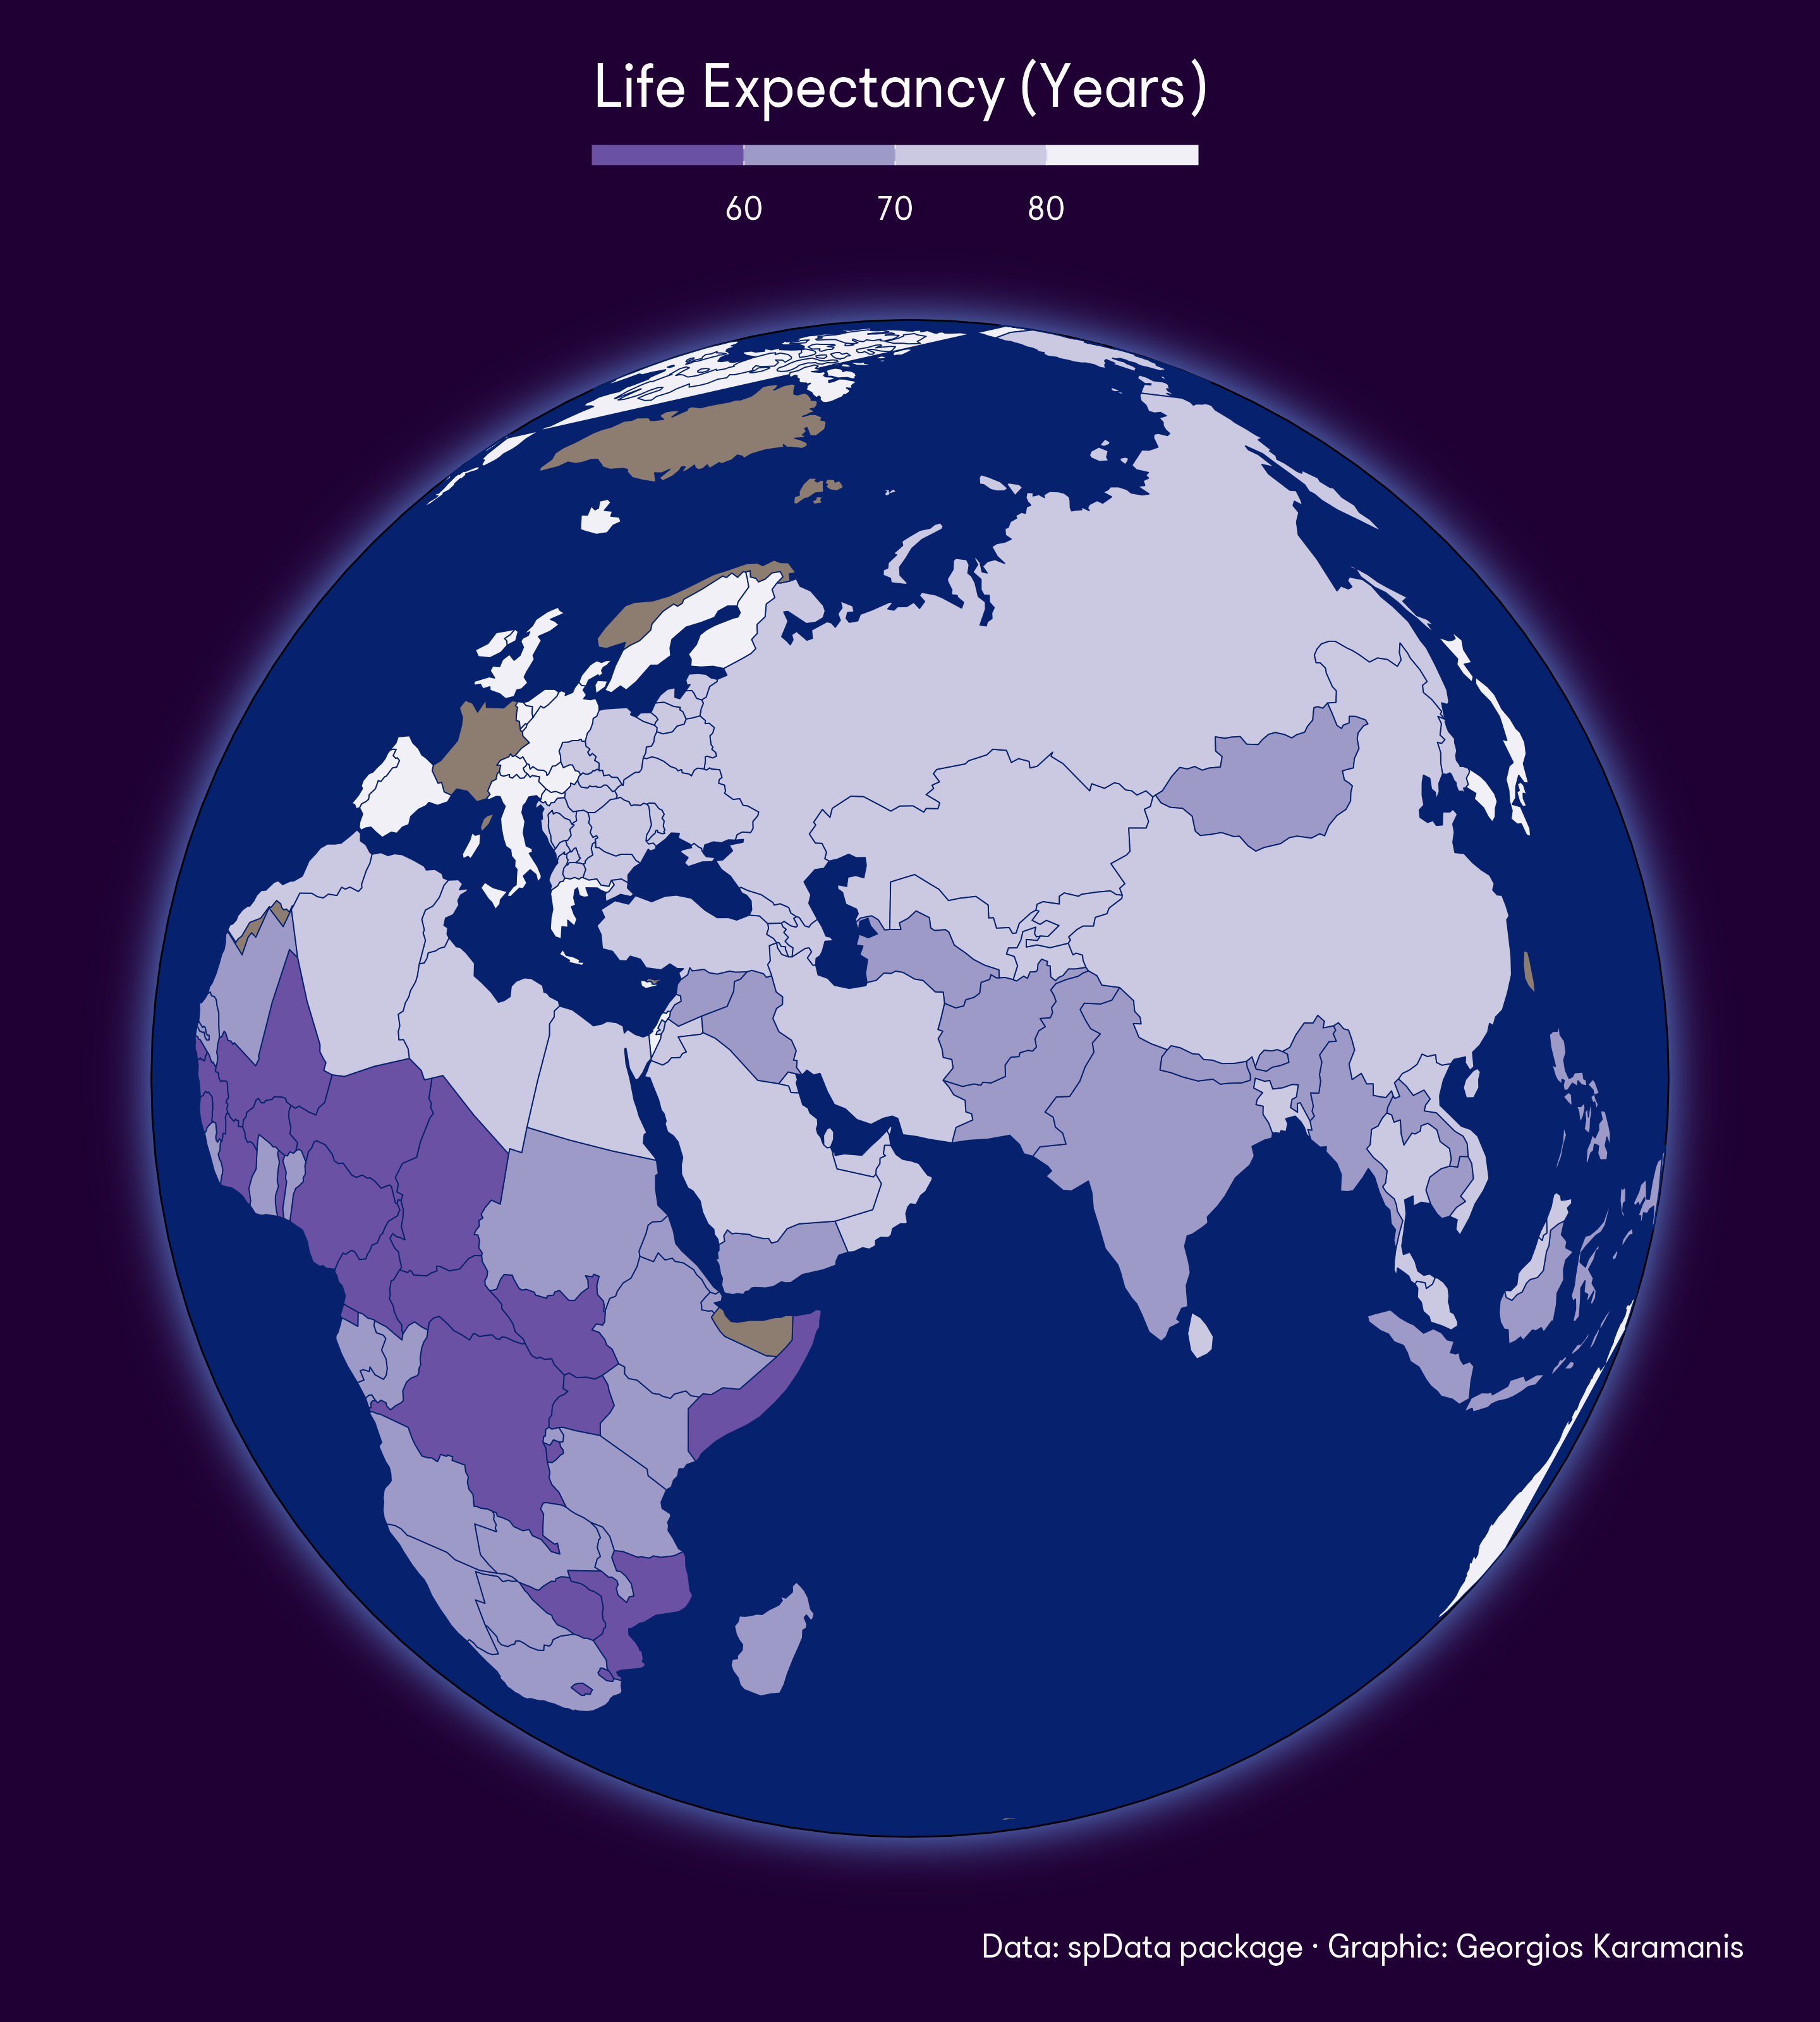 Life Expectancy (Years)
60 70 80
Data: spData package · Graphic: Georgios Karamanis